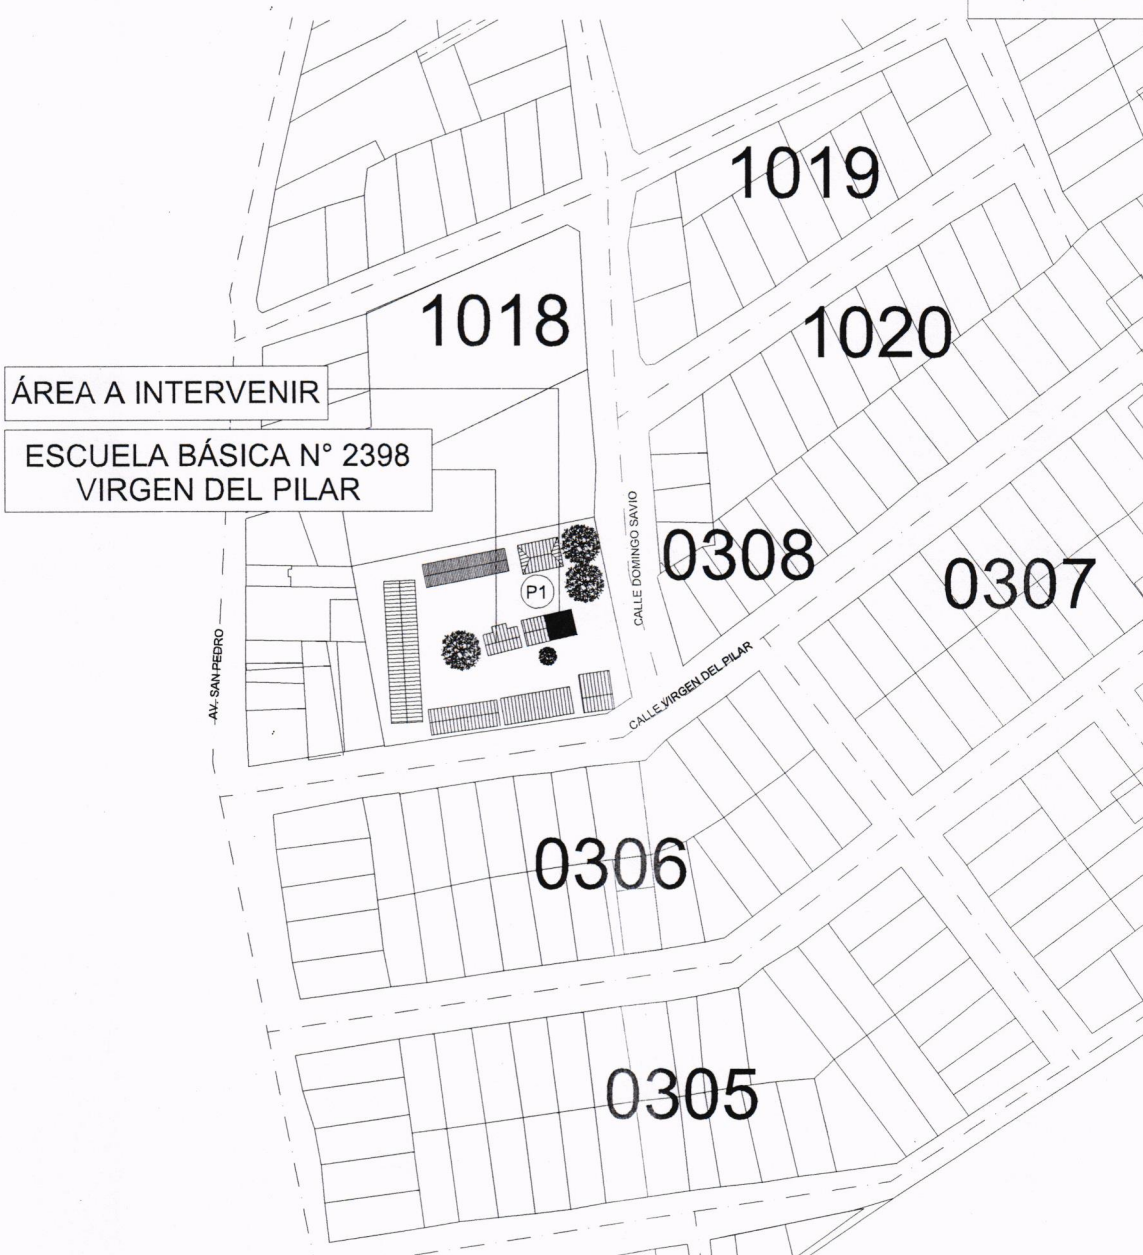 1019
1018
1020
ÁREA A INTERVENIR
ESCUELA BÁSICA N° 2398
VIRGEN DEL PILAR
CALLE DOMINGO SAVIO
0308
0307
P1
AV. SAN PEDRO
CALLE VIRGEN DEL PILAR
0306
0305